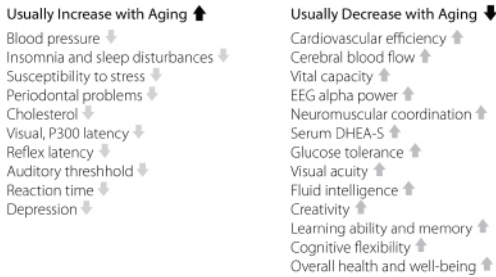 Usually Increase with Aging ⬆
Blood pressure ⬇
Insomnia and sleep disturbances ⬇
Susceptibility to stress ⬇
Periodontal problems ⬇
Cholesterol ⬇
Visual, P300 latency ⬇
Reflex latency ⬇
Auditory threshhold ⬇
Reaction time ⬇
Depression ⬇
Usually Decrease with Aging ⬇
Cardiovascular efficiency ⬆
Cerebral blood flow ⬆
Vital capacity ⬆
EEG alpha power ⬆
Neuromuscular coordination ⬆
Serum DHEA-S ⬆
Glucose tolerance ⬆
Visual acuity ⬆
Fluid intelligence ⬆
Creativity ⬆
Learning ability and memory ⬆
Cognitive flexibility ⬆
Overall health and well-being ⬆